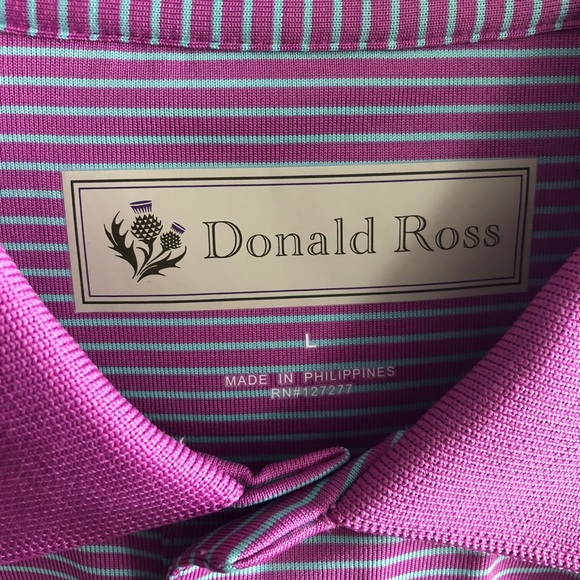 Donald Ross
L
MADE IN PHILIPPINES
RN#127277